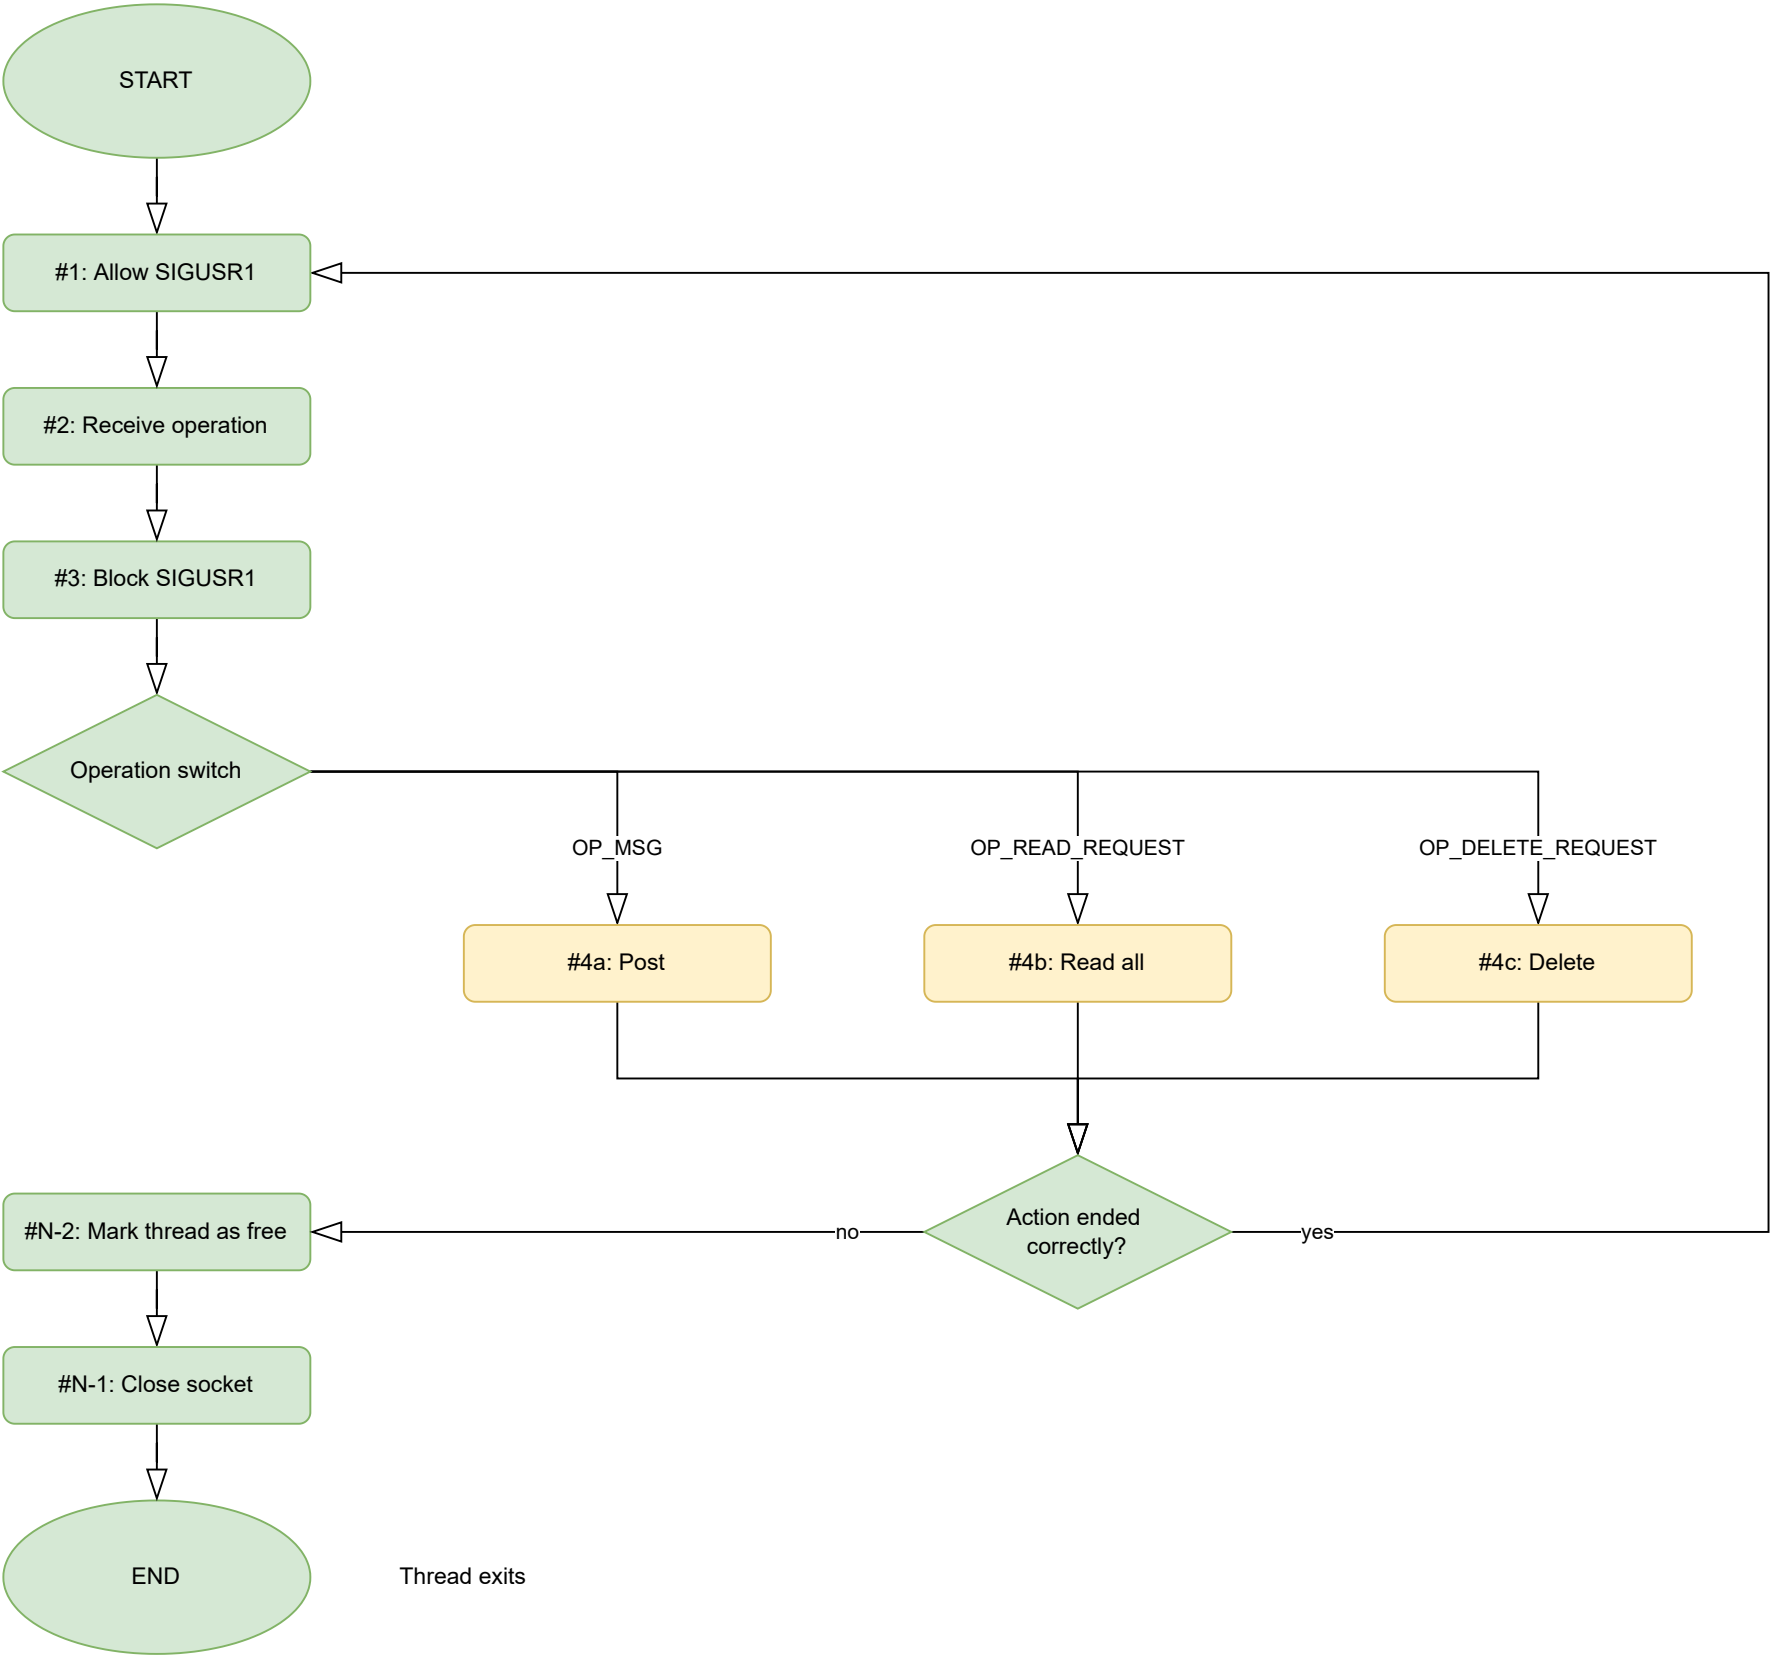 START
#1: Allow SIGUSR1
#2: Receive operation
#3: Block SIGUSR1
Operation switch
OP_MSG
OP_READ_REQUEST
OP_DELETE_REQUEST
#4a: Post
#4b: Read all
#4c: Delete
Action ended
correctly?
no
yes
#N-2: Mark thread as free
#N-1: Close socket
END
Thread exits